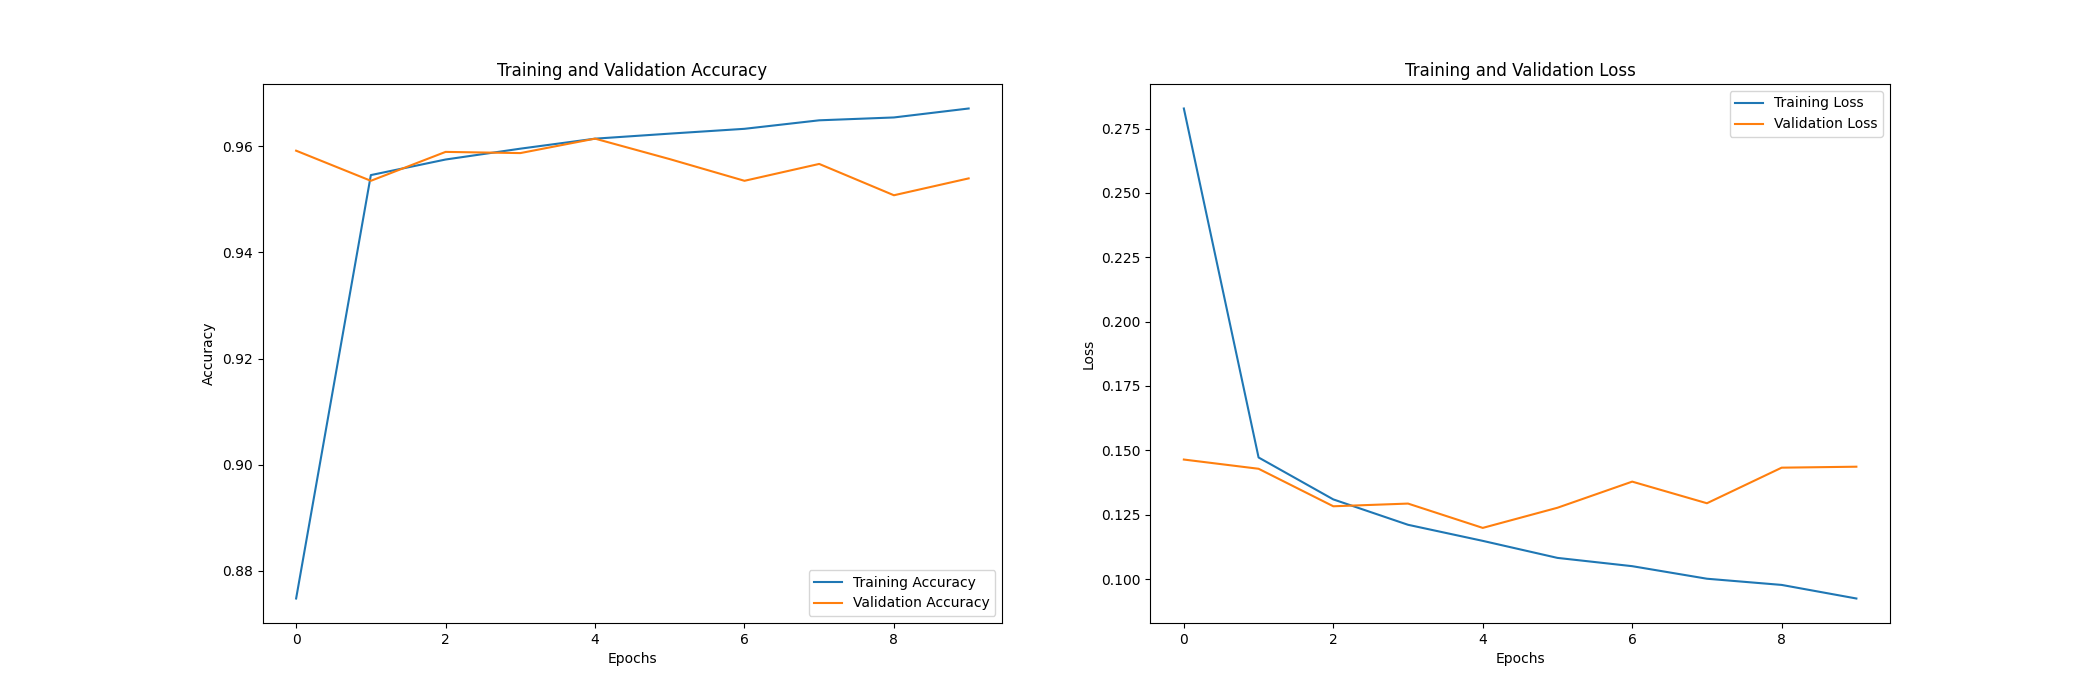 Training and Validation Accuracy
Accuracy
0.96
0.94
0.92
0.90
0.88
Training Accuracy
Validation Accuracy
0 2 4 6 8
Epochs
Training and Validation Loss
Loss
0.275
0.250
0.225
0.200
0.175
0.150
0.125
0.100
Training Loss
Validation Loss
0 2 4 6 8
Epochs